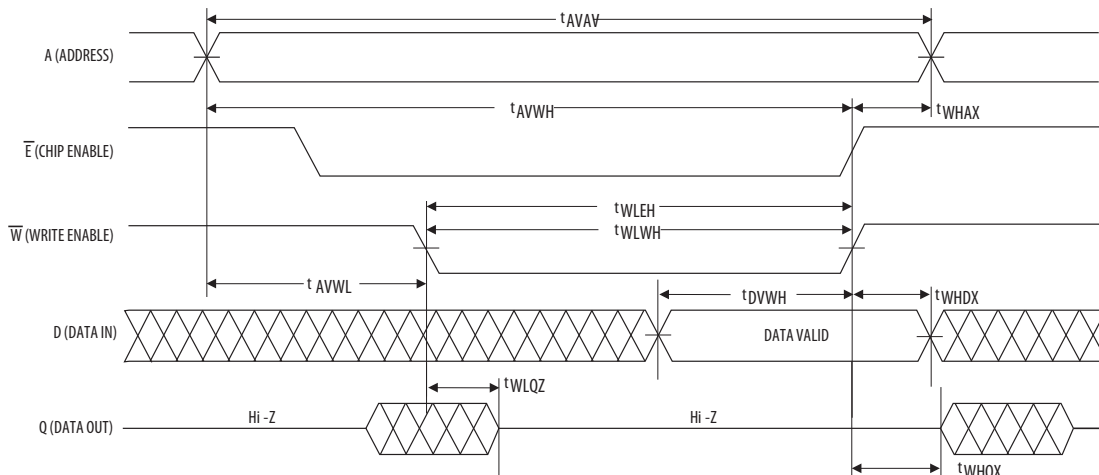 tAVAV
A (ADDRESS)
tAVWH
tWHAX
E (CHIP ENABLE)
tWLEH
tWLWH
W (WRITE ENABLE)
tAVWL
tDVWH
tWHDX
D (DATA IN)
DATA VALID
tWLQZ
Hi -Z
Hi -Z
Q (DATA OUT)
tWHQX